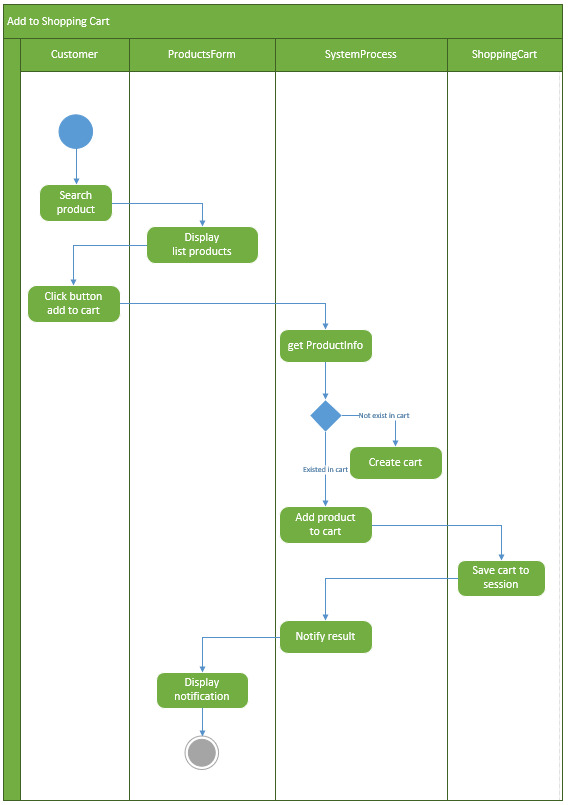 Add to Shopping Cart
Customer
ProductsForm
SystemProcess
ShoppingCart
Search
product
Display
list products
Click button
add to cart
get ProductInfo
Not exist in cart
Create cart
Existed in cart
Add product
to cart
Save cart to
session
Notify result
Display
notification